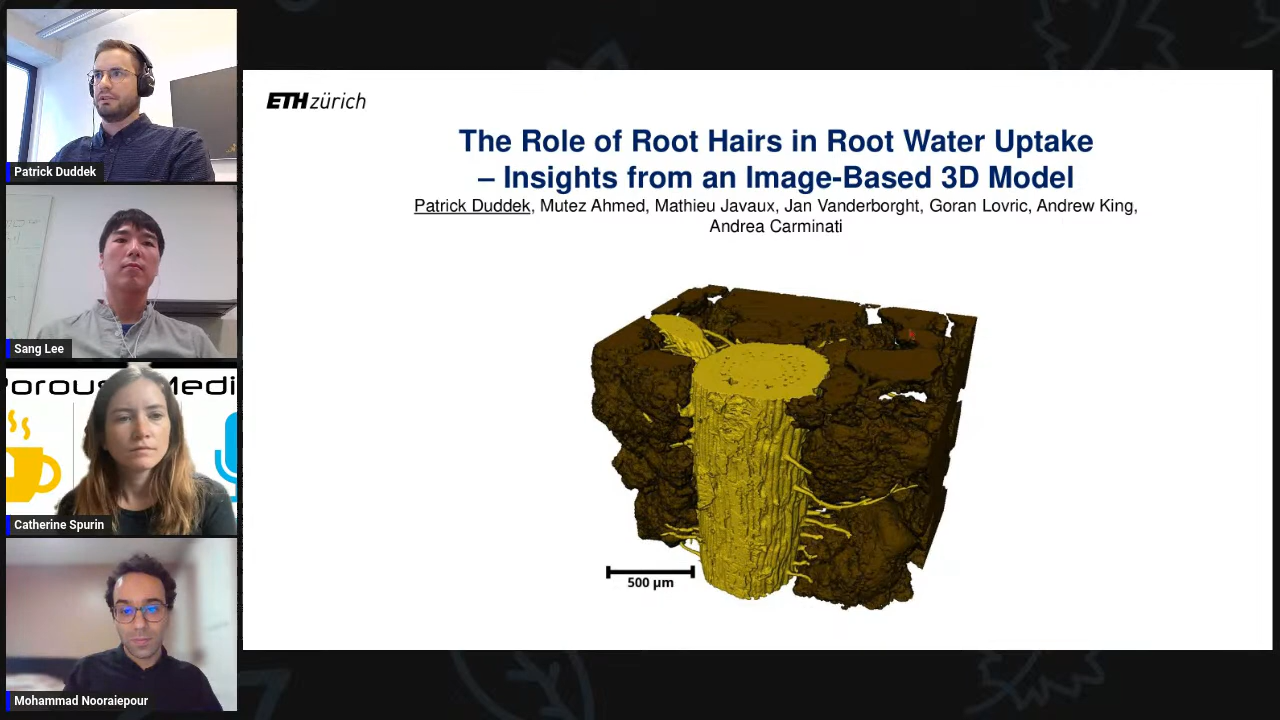 Patrick Duddek
Sang Lee
Porous Medi
Catherine Spurin
Mohammad Nooraiepour
ETH zürich
The Role of Root Hairs in Root Water Uptake
– Insights from an Image-Based 3D Model
Patrick Duddek, Mutez Ahmed, Mathieu Javaux, Jan Vanderborght, Goran Lovric, Andrew King,
Andrea Carminati
500 µm